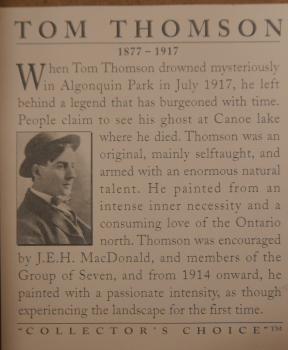 TOM THOMSON
1877 – 1917
When Tom Thomson drowned mysteriously
in Algonquin Park in July 1917, he left
behind a legend that has burgeoned with time.
People claim to see his ghost at Canoe lake
where he died. Thomson was an
original, mainly selftaught, and
armed with an enormous natural
talent. He painted from an
intense inner necessity and a
consuming love of the Ontario
north. Thomson was encouraged
by J.E.H. MacDonald, and members of the
Group of Seven, and from 1914 onward, he
painted with a passionate intensity, as though
experiencing the landscape for the first time.
"COLLECTOR'S CHOICE"™